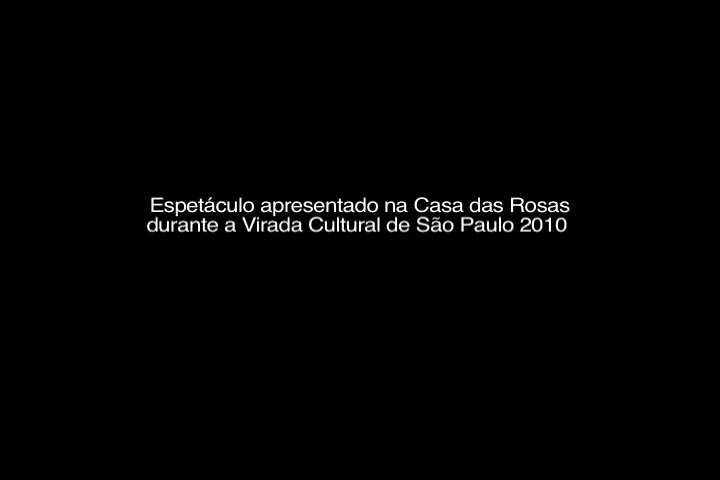 Espetáculo apresentado na Casa das Rosas
durante a Virada Cultural de São Paulo 2010